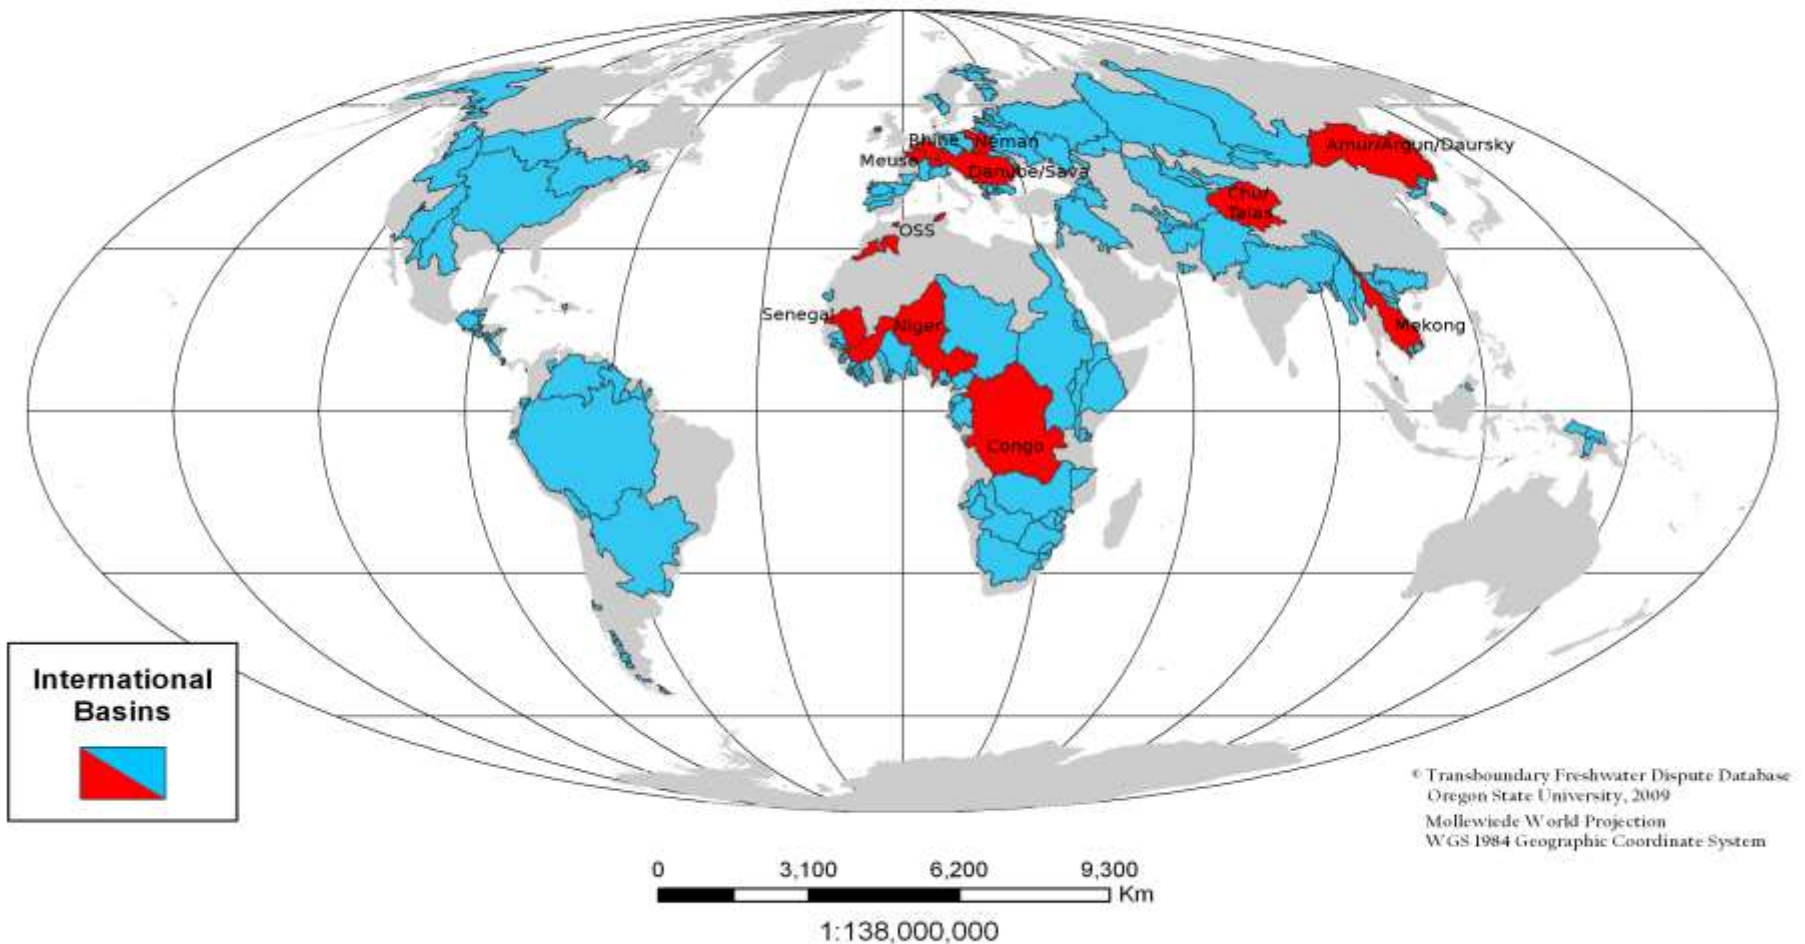 Rhine
Neman
Meuse
Danube/Sava
Amur/Argun/Daursky
Chu/
Talas
OSS
Senegal
Niger
Mekong
Congo
International
Basins
© Transboundary Freshwater Dispute Database
Oregon State University, 2009
Mollewiede World Projection
WGS 1984 Geographic Coordinate System
0 3,100 6,200 9,300
Km
1:138,000,000